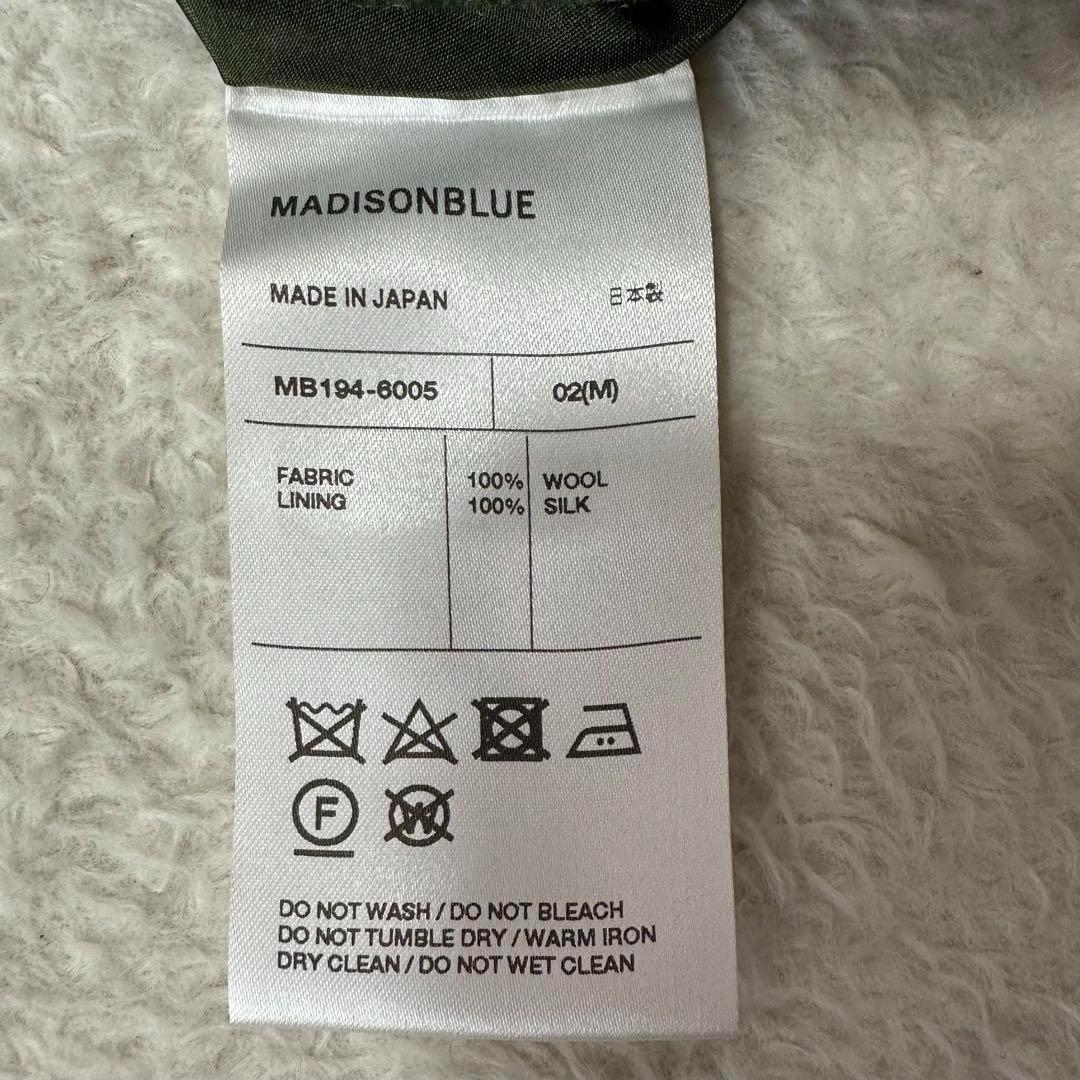 MADISONBLUE
MADE IN JAPAN 日本製
MB194-6005 02(M)
FABRIC 100% WOOL
LINING 100% SILK
F W
DO NOT WASH / DO NOT BLEACH
DO NOT TUMBLE DRY / WARM IRON
DRY CLEAN / DO NOT WET CLEAN